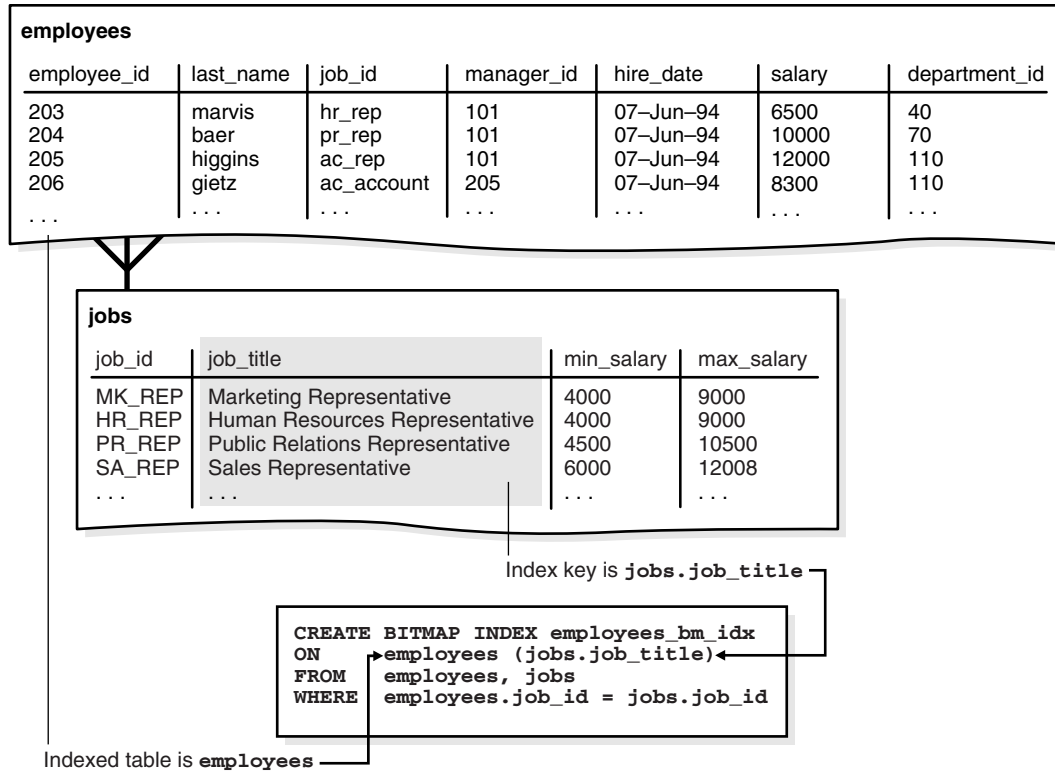 employees
employee_id last_name job_id manager_id hire_date salary department_id
203 marvis hr_rep 101 07–Jun–94 6500 40
204 baer pr_rep 101 07–Jun–94 10000 70
205 higgins ac_rep 101 07–Jun–94 12000 110
206 gietz ac_account 205 07–Jun–94 8300 110
. . . . . . . . . . . . . . . . . . . . .
jobs
job_id job_title min_salary max_salary
MK_REP Marketing Representative 4000 9000
HR_REP Human Resources Representative 4000 9000
PR_REP Public Relations Representative 4500 10500
SA_REP Sales Representative 6000 12008
. . . . . . . . . . . .
Index key is jobs.job_title
CREATE BITMAP INDEX employees_bm_idx
ON employees (jobs.job_title)
FROM employees, jobs
WHERE employees.job_id = jobs.job_id
Indexed table is employees